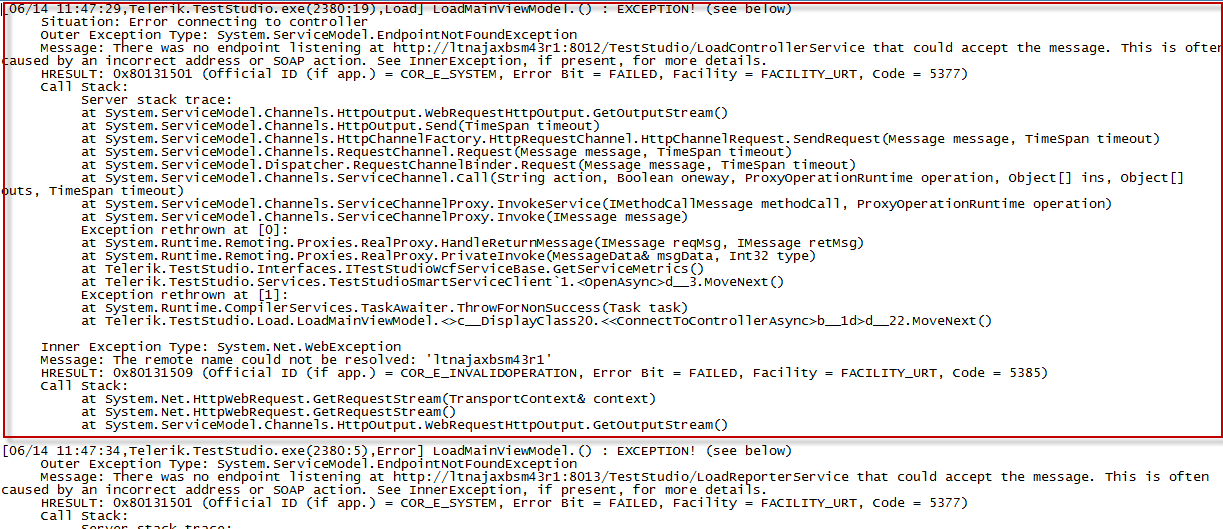 [06/14 11:47:29,Telerik.TestStudio.exe(2380:19),Load] LoadMainViewModel.() : EXCEPTION! (see below)
Situation: Error connecting to controller
Outer Exception Type: System.ServiceModel.EndpointNotFoundException
Message: There was no endpoint listening at http://ltnajaxbsm43r1:8012/TestStudio/LoadControllerService that could accept the message. This is often
caused by an incorrect address or SOAP action. See InnerException, if present, for more details.
HRESULT: 0x80131501 (Official ID (if app.) = COR_E_SYSTEM, Error Bit = FAILED, Facility = FACILITY_URT, Code = 5377)
Call Stack:
Server stack trace:
at System.ServiceModel.Channels.HttpOutput.WebRequestHttpOutput.GetOutputStream()
at System.ServiceModel.Channels.HttpOutput.Send(TimeSpan timeout)
at System.ServiceModel.Channels.HttpChannelFactory.HttpRequestChannel.HttpChannelRequest.SendRequest(Message message, TimeSpan timeout)
at System.ServiceModel.Channels.RequestChannel.Request(Message message, TimeSpan timeout)
at System.ServiceModel.Dispatcher.RequestChannelBinder.Request(Message message, TimeSpan timeout)
at System.ServiceModel.Channels.ServiceChannel.Call(String action, Boolean oneway, ProxyOperationRuntime operation, Object[] ins, Object[]
outs, TimeSpan timeout)
at System.ServiceModel.Channels.ServiceChannelProxy.InvokeService(IMethodCallMessage methodCall, ProxyOperationRuntime operation)
at System.ServiceModel.Channels.ServiceChannelProxy.Invoke(IMessage message)
Exception rethrown at [0]:
at System.Runtime.Remoting.Proxies.RealProxy.HandleReturnMessage(IMessage reqMsg, IMessage retMsg)
at System.Runtime.Remoting.Proxies.RealProxy.PrivateInvoke(MessageData& msgData, Int32 type)
at Telerik.TestStudio.Interfaces.ITestStudioWcfServiceBase.GetServiceMetrics()
at Telerik.TestStudio.Services.TestStudioSmartServiceClient`1.<OpenAsync>d__3.MoveNext()
Exception rethrown at [1]:
at System.Runtime.CompilerServices.TaskAwaiter.ThrowForNonSuccess(Task task)
at Telerik.TestStudio.Load.LoadMainViewModel.<>c__DisplayClass20.<<ConnectToControllerAsync>b__1d>d__22.MoveNext()
Inner Exception Type: System.Net.WebException
Message: The remote name could not be resolved: 'ltnajaxbsm43r1'
HRESULT: 0x80131509 (Official ID (if app.) = COR_E_INVALIDOPERATION, Error Bit = FAILED, Facility = FACILITY_URT, Code = 5385)
Call Stack:
at System.Net.HttpWebRequest.GetRequestStream(TransportContext& context)
at System.Net.HttpWebRequest.GetRequestStream()
at System.ServiceModel.Channels.HttpOutput.WebRequestHttpOutput.GetOutputStream()
[06/14 11:47:34,Telerik.TestStudio.exe(2380:5),Error] LoadMainViewModel.() : EXCEPTION! (see below)
Outer Exception Type: System.ServiceModel.EndpointNotFoundException
Message: There was no endpoint listening at http://ltnajaxbsm43r1:8013/TestStudio/LoadReporterService that could accept the message. This is often
caused by an incorrect address or SOAP action. See InnerException, if present, for more details.
HRESULT: 0x80131501 (Official ID (if app.) = COR_E_SYSTEM, Error Bit = FAILED, Facility = FACILITY_URT, Code = 5377)
Call Stack:
Server stack trace: